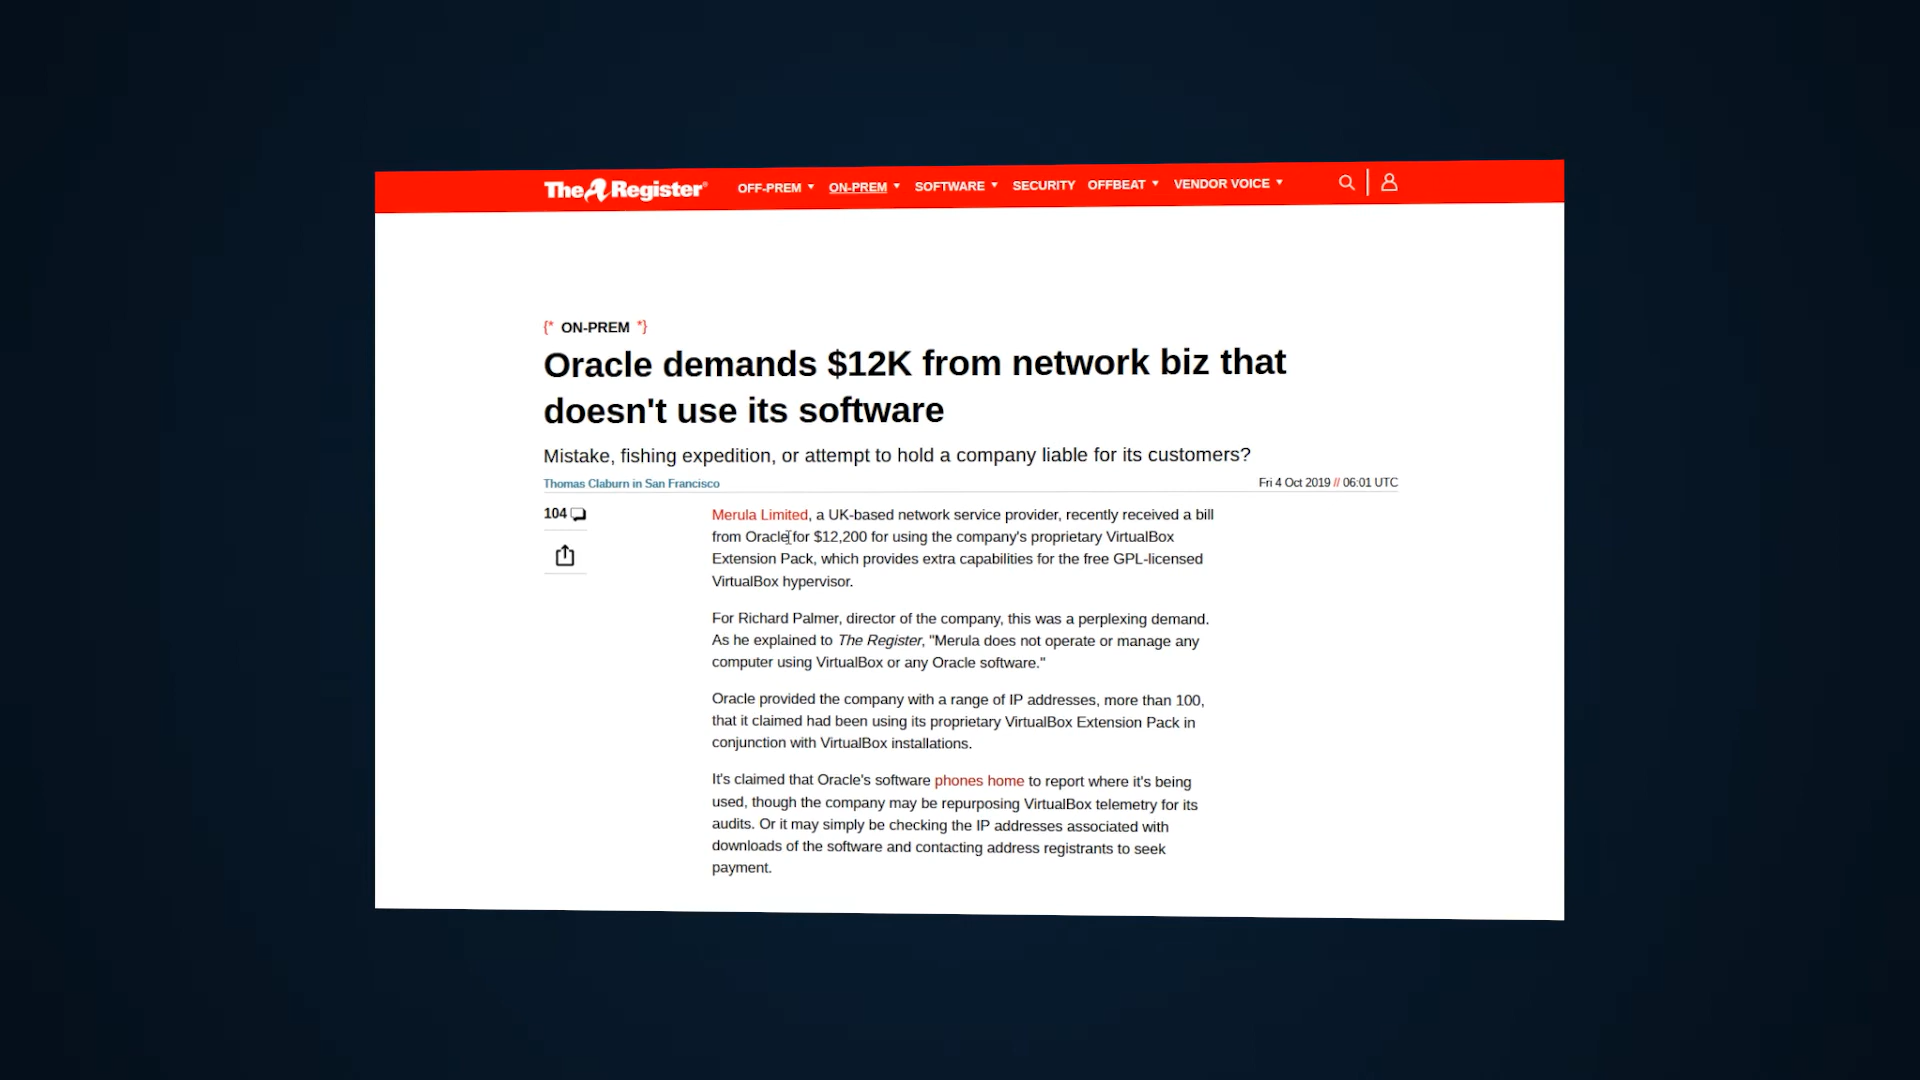 The Register®
OFF-PREM ON-PREM SOFTWARE SECURITY OFFBEAT VENDOR VOICE
{* ON-PREM *}
Oracle demands $12K from network biz that
doesn't use its software
Mistake, fishing expedition, or attempt to hold a company liable for its customers?
Thomas Claburn in San Francisco
Fri 4 Oct 2019 // 06:01 UTC
104
Merula Limited, a UK-based network service provider, recently received a bill
from Oracle for $12,200 for using the company's proprietary VirtualBox
Extension Pack, which provides extra capabilities for the free GPL-licensed
VirtualBox hypervisor.
For Richard Palmer, director of the company, this was a perplexing demand.
As he explained to The Register, "Merula does not operate or manage any
computer using VirtualBox or any Oracle software."
Oracle provided the company with a range of IP addresses, more than 100,
that it claimed had been using its proprietary VirtualBox Extension Pack in
conjunction with VirtualBox installations.
It's claimed that Oracle's software phones home to report where it's being
used, though the company may be repurposing VirtualBox telemetry for its
audits. Or it may simply be checking the IP addresses associated with
downloads of the software and contacting address registrants to seek
payment.